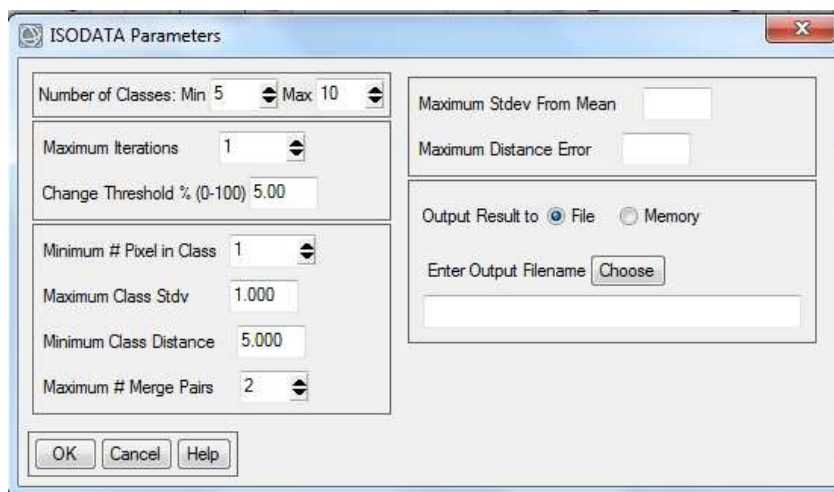 ISODATA Parameters
Number of Classes: Min 5 Max 10
Maximum Iterations 1
Change Threshold % (0-100) 5.00
Minimum # Pixel in Class 1
Maximum Class Stdv 1.000
Minimum Class Distance 5.000
Maximum # Merge Pairs 2
Maximum Stdev From Mean
Maximum Distance Error
Output Result to File Memory
Enter Output Filename Choose
OK Cancel Help